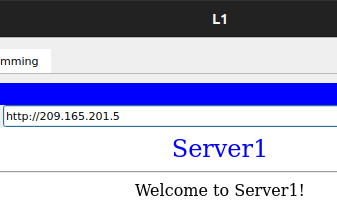 L1
mming
http://209.165.201.5
Server1
Welcome to Server1!